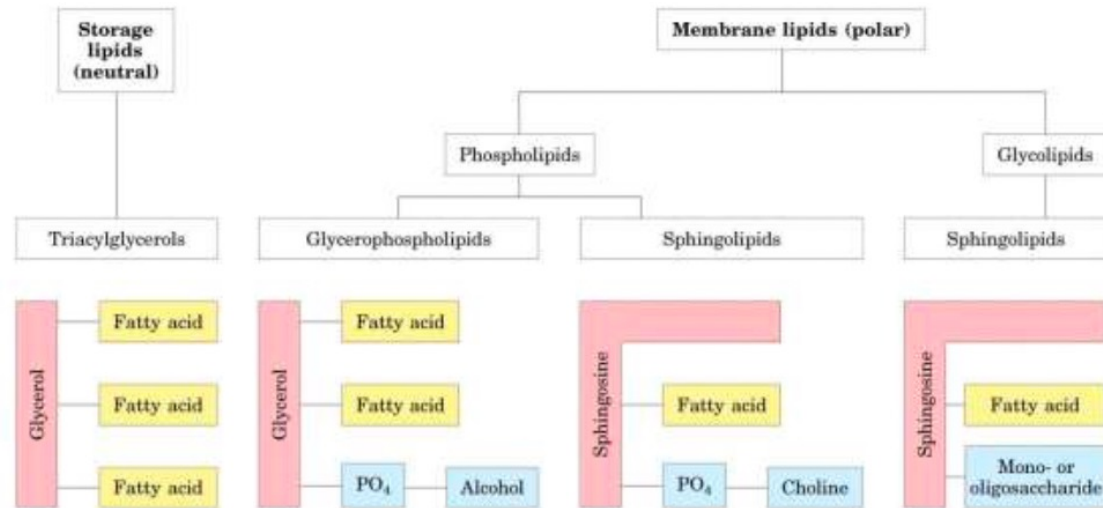 Storage
lipids
(neutral)
Membrane lipids (polar)
Phospholipids
Glycolipids
Triacylglycerols
Glycerophospholipids
Sphingolipids
Sphingolipids
Glycerol
Fatty acid
Fatty acid
Fatty acid
Glycerol
Fatty acid
Fatty acid
PO₄
Alcohol
Sphingosine
Fatty acid
PO₄
Choline
Sphingosine
Fatty acid
Mono- or
oligosaccharide